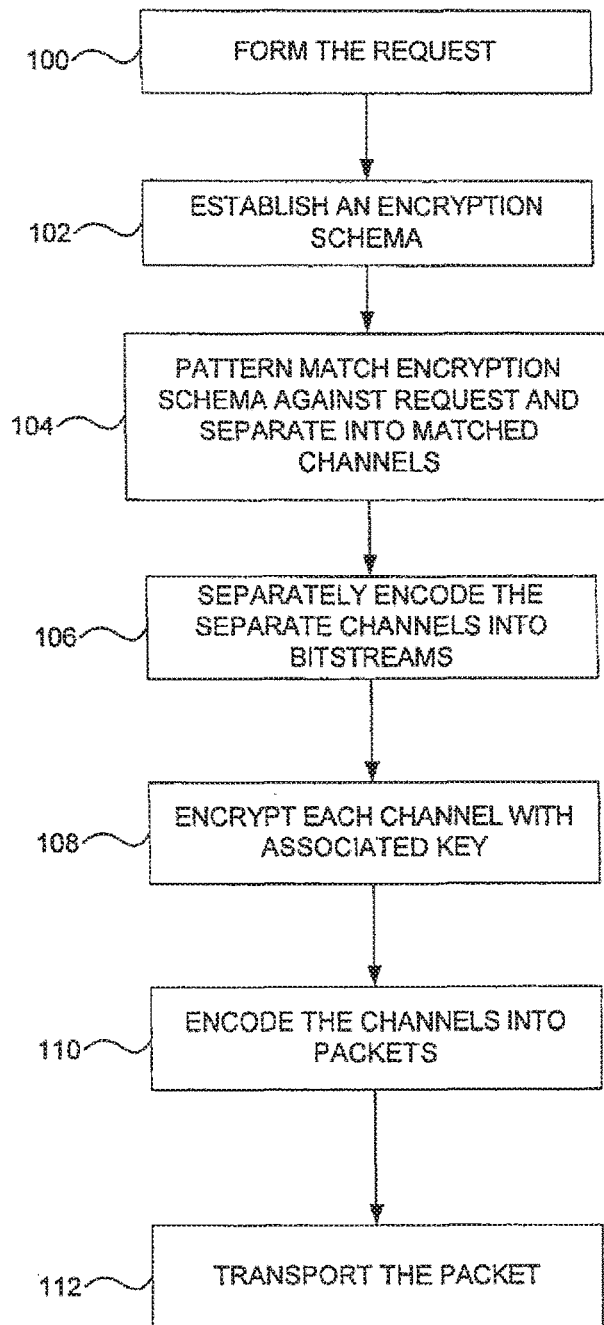 100
FORM THE REQUEST
102
ESTABLISH AN ENCRYPTION
SCHEMA
104
PATTERN MATCH ENCRYPTION
SCHEMA AGAINST REQUEST AND
SEPARATE INTO MATCHED
CHANNELS
106
SEPARATELY ENCODE THE
SEPARATE CHANNELS INTO
BITSTREAMS
108
ENCRYPT EACH CHANNEL WITH
ASSOCIATED KEY
110
ENCODE THE CHANNELS INTO
PACKETS
112
TRANSPORT THE PACKET